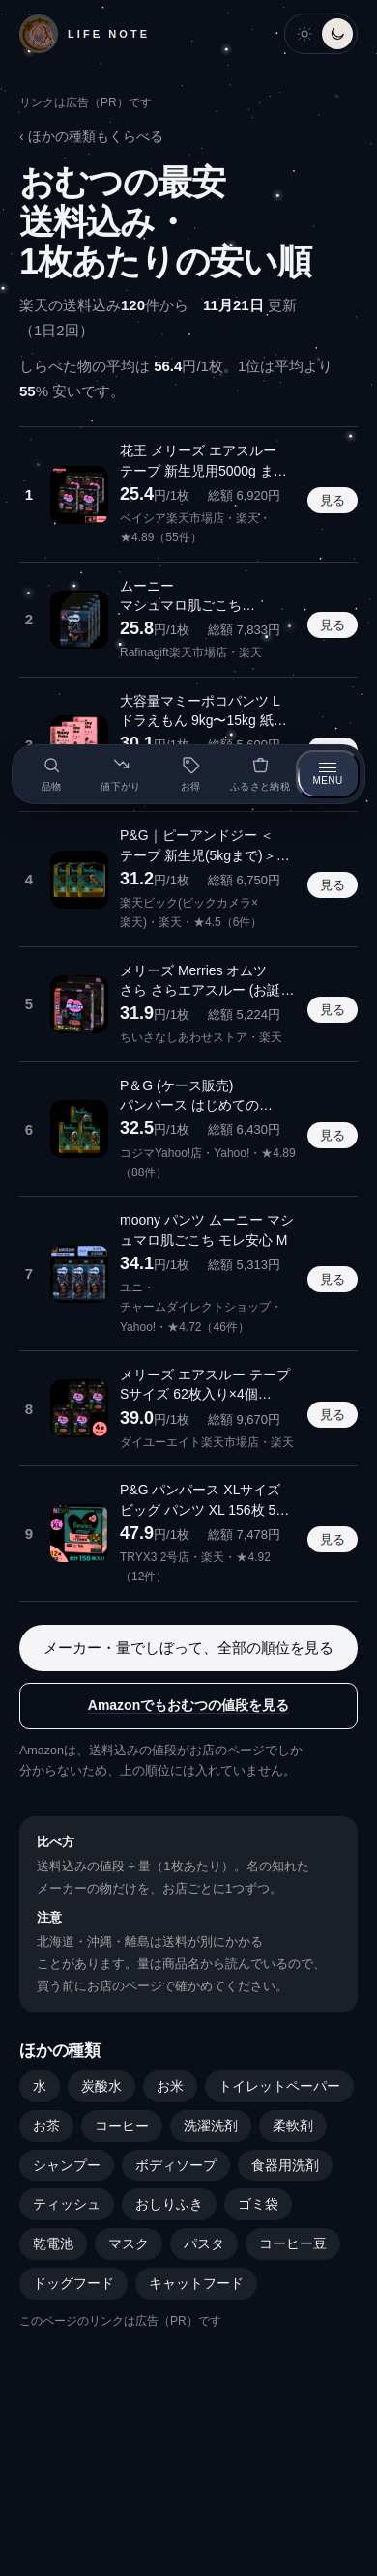 LIFE NOTE
リンクは広告（PR）です
‹ ほかの種類もくらべる
おむつの最安
送料込み・
1枚あたりの安い順
楽天の送料込み120件から　11月21日 更新
（1日2回）
しらべた物の平均は 56.4円/1枚。1位は平均より
55% 安いです。
1
花王 メリーズ エアスルー
テープ 新生児用5000g ま…
25.4円/1枚 総額 6,920円
ベイシア楽天市場店・楽天・
★4.89（55件）
見る
2
ムーニー
マシュマロ肌ごこち…
25.8円/1枚 総額 7,833円
Rafinagift楽天市場店・楽天
見る
大容量マミーポコパンツ L
ドラえもん 9kg〜15kg 紙…
品物
値下がり
お得
ふるさと納税
MENU
4
P&G｜ピーアンドジー ＜
テープ 新生児(5kgまで)＞…
31.2円/1枚 総額 6,750円
楽天ビック(ビックカメラ×
楽天)・楽天・★4.5（6件）
見る
5
メリーズ Merries オムツ
さら さらエアスルー (お誕…
31.9円/1枚 総額 5,224円
ちいさなしあわせストア・楽天
見る
6
P＆G (ケース販売)
パンパース はじめての…
32.5円/1枚 総額 6,430円
コジマYahoo!店・Yahoo!・★4.89
（88件）
見る
7
moony パンツ ムーニー マシ
ュマロ肌ごこち モレ安心 M
34.1円/1枚 総額 5,313円
ユニ・
チャームダイレクトショップ・
Yahoo!・★4.72（46件）
見る
8
メリーズ エアスルー テープ
Sサイズ 62枚入り×4個…
39.0円/1枚 総額 9,670円
ダイユーエイト楽天市場店・楽天
見る
9
P&G パンパース XLサイズ
ビッグ パンツ XL 156枚 5…
47.9円/1枚 総額 7,478円
TRYX3 2号店・楽天・★4.92
（12件）
見る
メーカー・量でしぼって、全部の順位を見る
Amazonでもおむつの値段を見る
Amazonは、送料込みの値段がお店のページでしか
分からないため、上の順位には入れていません。
比べ方
送料込みの値段 ÷ 量（1枚あたり）。名の知れた
メーカーの物だけを、お店ごとに1つずつ。
注意
北海道・沖縄・離島は送料が別にかかる
ことがあります。量は商品名から読んでいるので、
買う前にお店のページで確かめてください。
ほかの種類
水 炭酸水 お米 トイレットペーパー
お茶 コーヒー 洗濯洗剤 柔軟剤
シャンプー ボディソープ 食器用洗剤
ティッシュ おしりふき ゴミ袋
乾電池 マスク パスタ コーヒー豆
ドッグフード キャットフード
このページのリンクは広告（PR）です